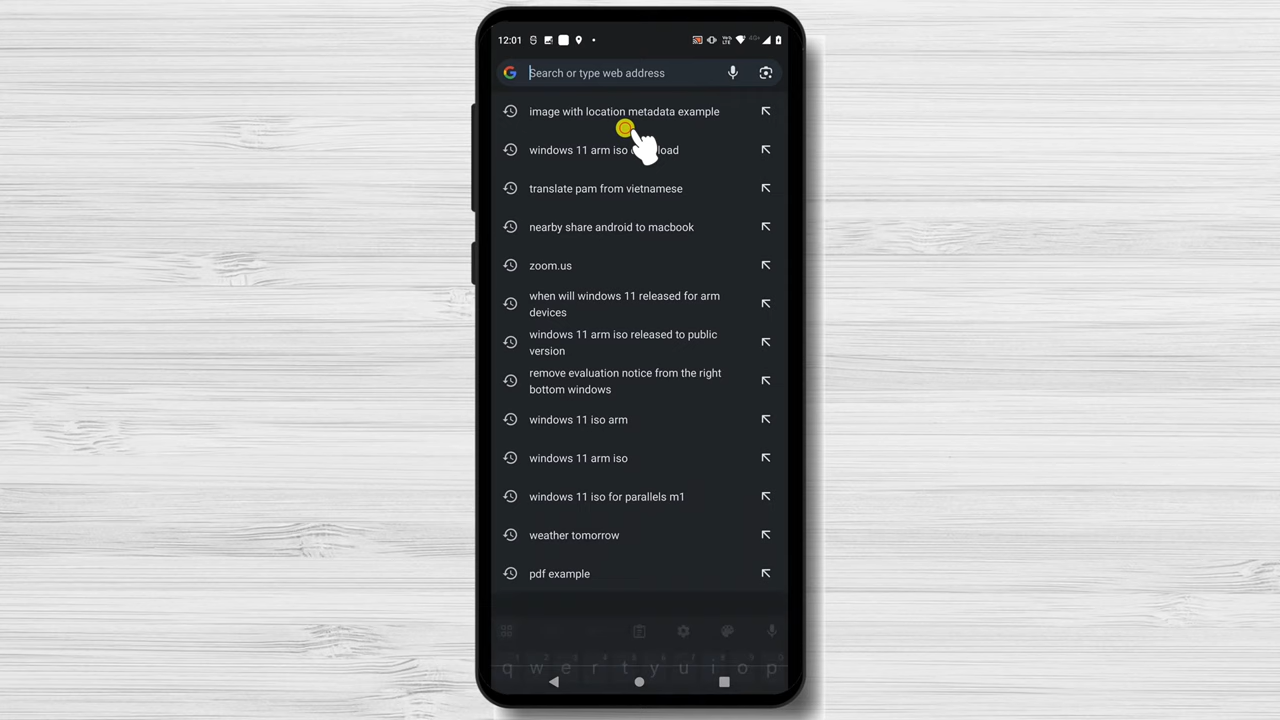 12:01
Vo))
LTE
4G+
Search or type web address
image with location metadata example
windows 11 arm iso load
translate pam from vietnamese
nearby share android to macbook
zoom.us
when will windows 11 released for arm
devices
windows 11 arm iso released to public
version
remove evaluation notice from the right
bottom windows
windows 11 iso arm
windows 11 arm iso
windows 11 iso for parallels m1
weather tomorrow
pdf example
q w e r t y u i o p